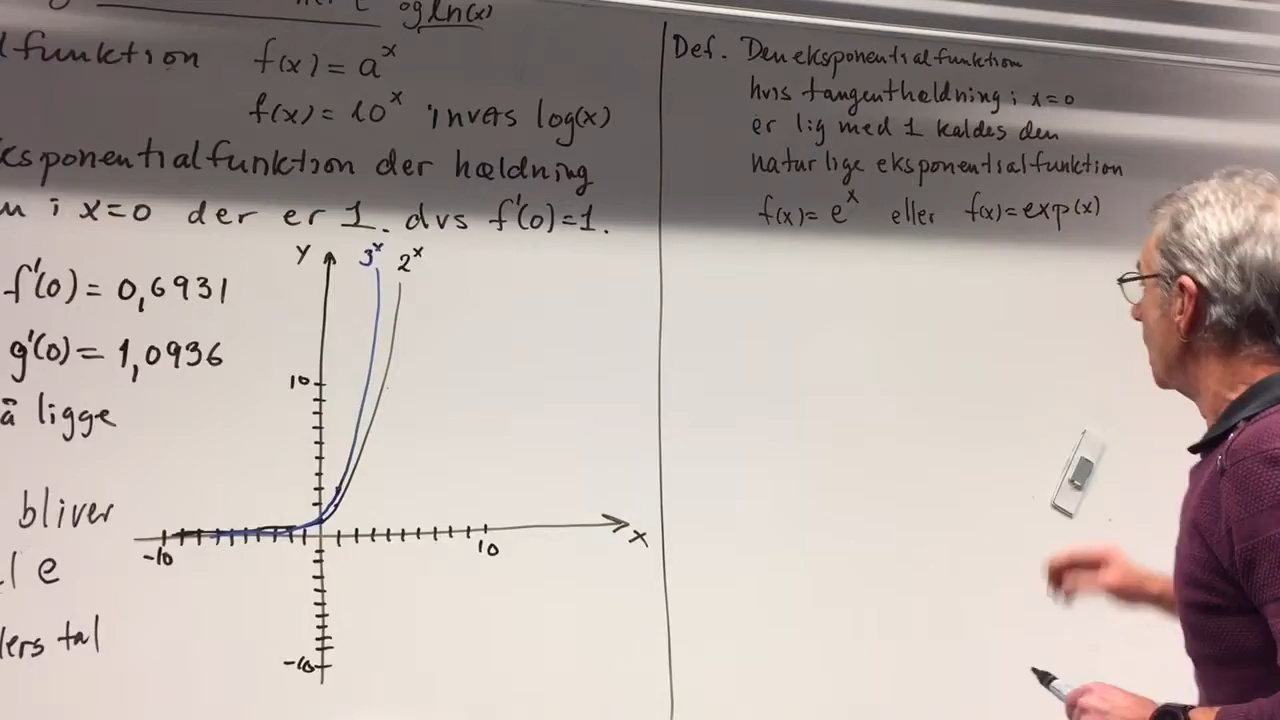 og ln(x)
lfunktion f(x) = a^x
f(x) = 10^x invers log(x)
ksponentialfunktion der hældning
i x=0 der er 1. dvs f'(0)=1.
f'(0) = 0,6931
g'(0) = 1,0936
å ligge
bliver
l e
lers tal
Y 3^x 2^x
10
-10 10 X
-10
Def. Den eksponentialfunktion
hvis tangenthældning i x=0
er lig med 1 kaldes den
naturlige eksponentialfunktion
f(x) = e^x eller f(x) = exp(x)